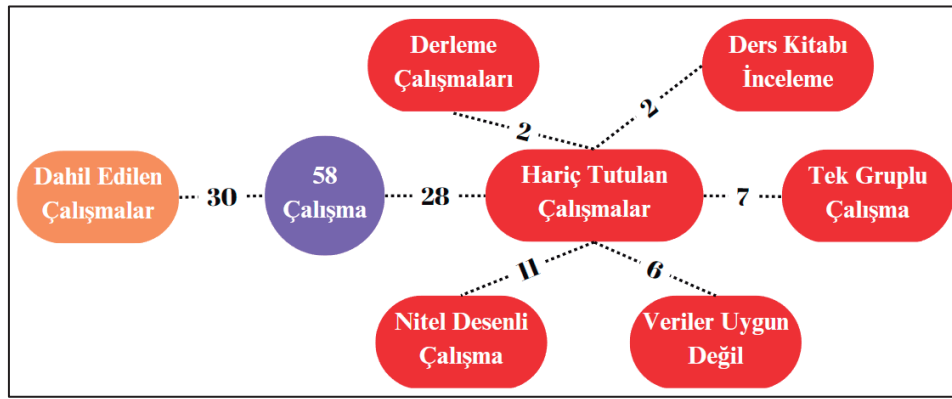 Derleme
Çalışmaları
Ders Kitabı
İnceleme
2
2
Dahil Edilen
Çalışmalar
30
58
Çalışma
28
Hariç Tutulan
Çalışmalar
7
Tek Gruplu
Çalışma
11
6
Nitel Desenli
Çalışma
Veriler Uygun
Değil